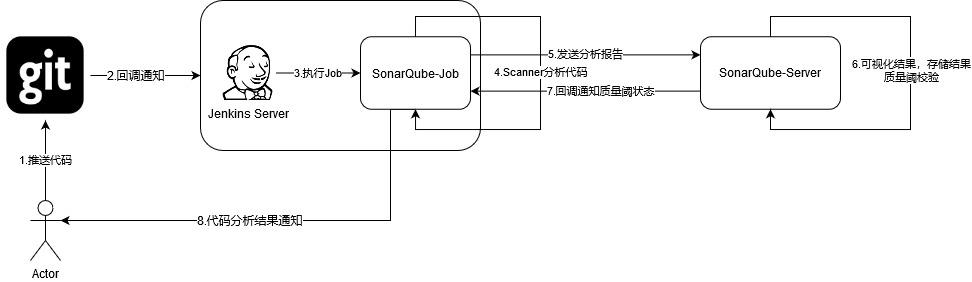 git
1.推送代码
Actor
2.回调通知
Jenkins Server
3.执行Job
SonarQube-Job
4.Scanner分析代码
5.发送分析报告
SonarQube-Server
6.可视化结果，存储结果
质量阈校验
7.回调通知质量阈状态
8.代码分析结果通知